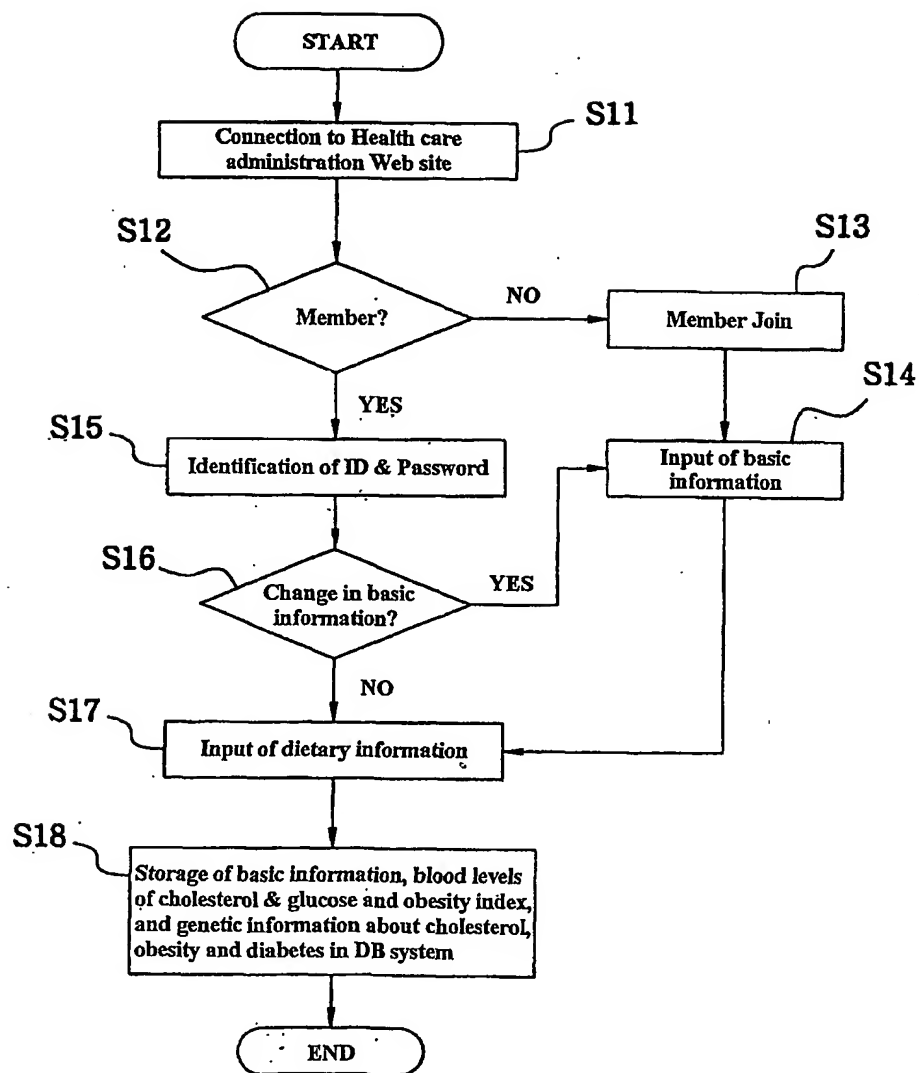 START
S11
Connection to Health care
administration Web site
S12
S13
Member?
NO
Member Join
YES
S14
S15
Identification of ID & Password
Input of basic
information
S16
Change in basic
information?
YES
NO
S17
Input of dietary information
S18
Storage of basic information, blood levels
of cholesterol & glucose and obesity index,
and genetic information about cholesterol,
obesity and diabetes in DB system
END